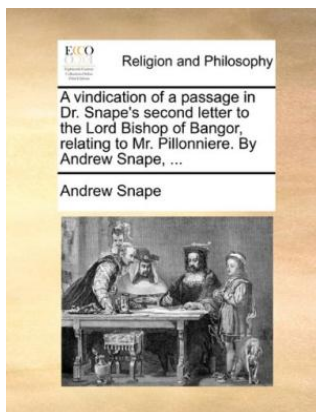 ECCO
Religion and Philosophy
A vindication of a passage in
Dr. Snape's second letter to
the Lord Bishop of Bangor,
relating to Mr. Pillonniere. By
Andrew Snape, ...
Andrew Snape